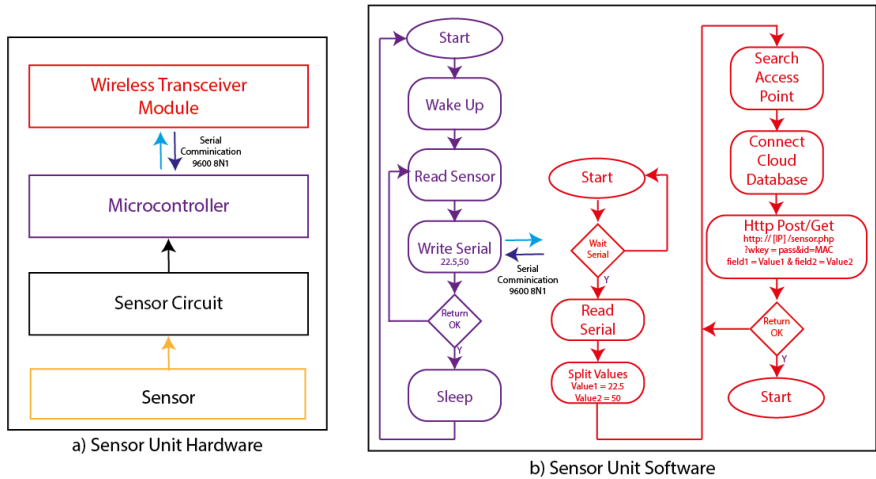 Wireless Transceiver
Module
Serial
Comminication
9600 8N1
Microcontroller
Sensor Circuit
Sensor
a) Sensor Unit Hardware
Start
Wake Up
Read Sensor
Write Serial
22.5,50
Return
OK
Y
Sleep
Serial
Comminication
9600 8N1
Start
Wait
Serial
Y
Read
Serial
Split Values
Value1 = 22.5
Value2 = 50
Search
Access
Point
Connect
Cloud
Database
Http Post/Get
http: // [IP] /sensor.php
?wkey = pass&id=MAC
field1 = Value1 & field2 = Value2
Return
OK
Y
Start
b) Sensor Unit Software